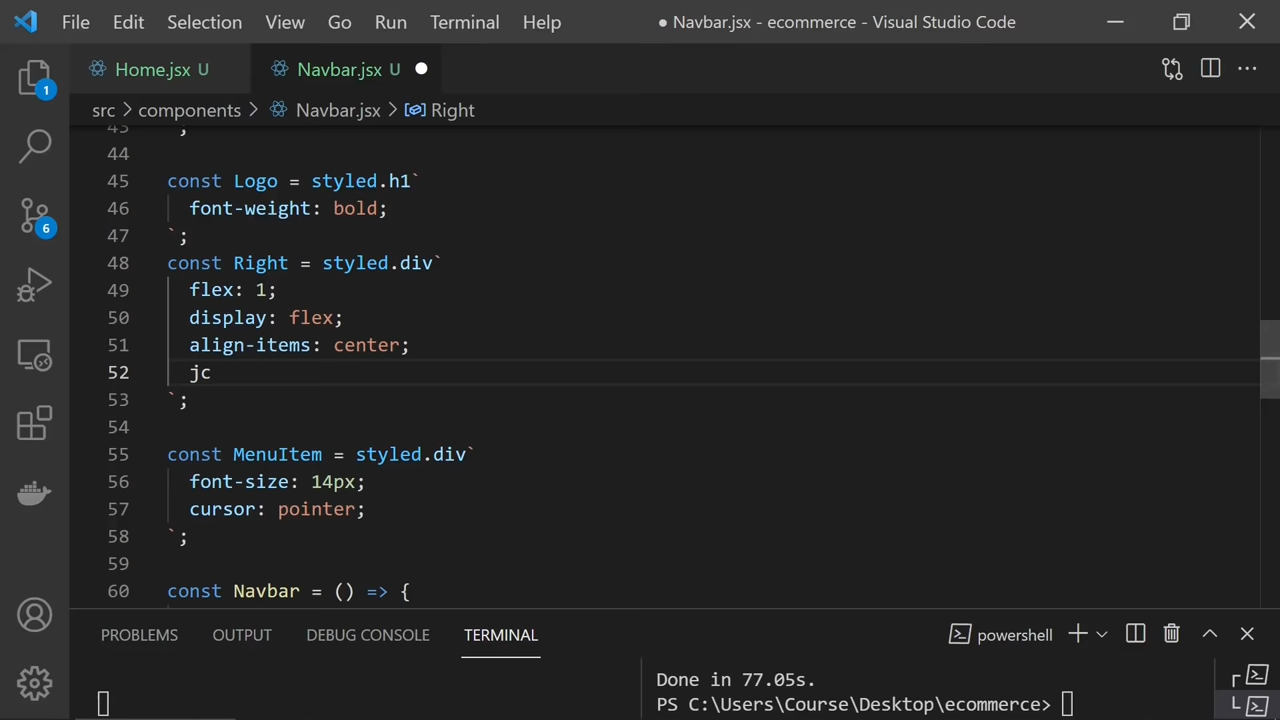 File Edit Selection View Go Run Terminal Help ● Navbar.jsx - ecommerce - Visual Studio Code
Home.jsx U Navbar.jsx U
1
src > components > Navbar.jsx > Right
43 `;
44
45 const Logo = styled.h1`
46 font-weight: bold;
47 `;
48 const Right = styled.div`
49 flex: 1;
50 display: flex;
51 align-items: center;
52 jc
53 `;
54
55 const MenuItem = styled.div`
56 font-size: 14px;
57 cursor: pointer;
58 `;
59
60 const Navbar = () => {
6
PROBLEMS OUTPUT DEBUG CONSOLE TERMINAL powershell
Done in 77.05s.
PS C:\Users\Course\Desktop\ecommerce>